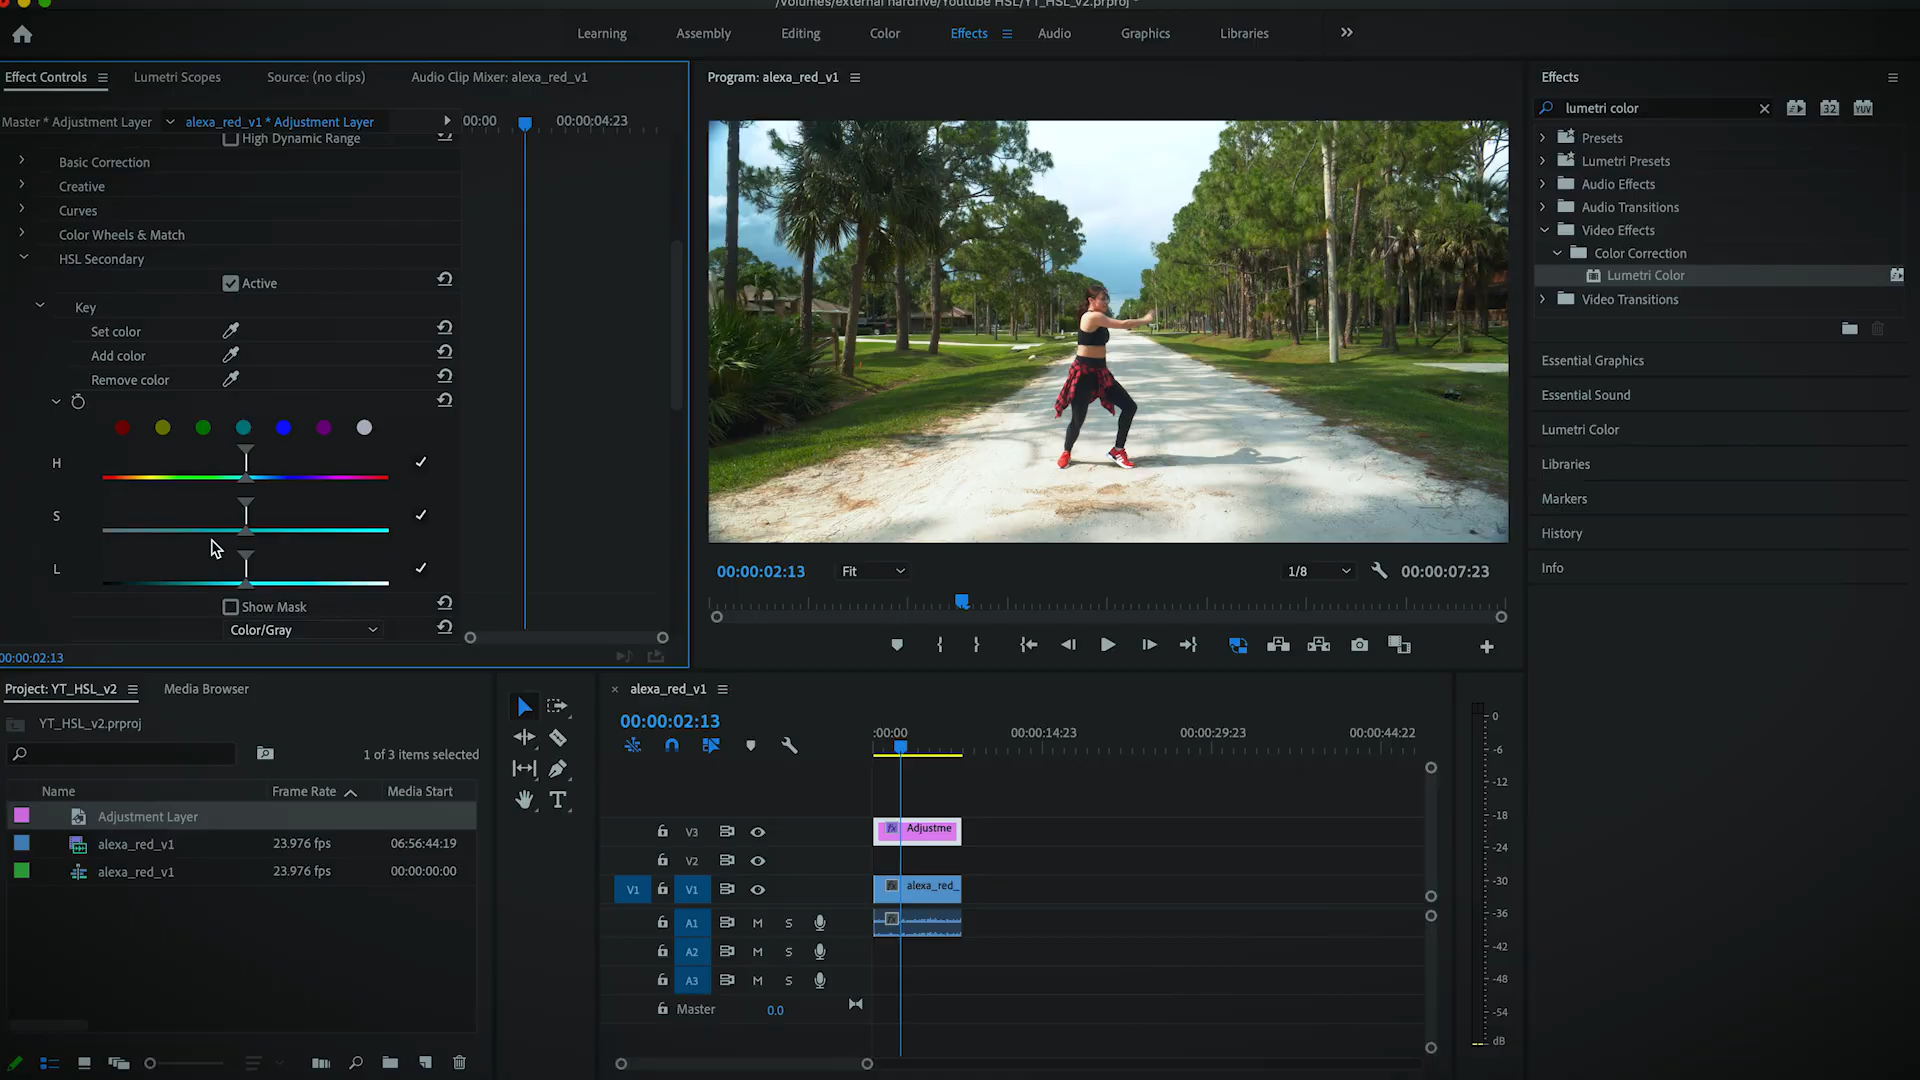 /Volumes/external hardrive/Youtube HSL/YT_HSL_v2.prproj *
Learning Assembly Editing Color Effects Audio Graphics Libraries
Effect Controls Lumetri Scopes Source: (no clips) Audio Clip Mixer: alexa_red_v1
Master * Adjustment Layer alexa_red_v1 * Adjustment Layer :00:00 00:00:04:23
High Dynamic Range
Basic Correction
Creative
Curves
Color Wheels & Match
HSL Secondary
Active
Key
Set color
Add color
Remove color
H
S
L
Show Mask
Color/Gray
00:00:02:13
Program: alexa_red_v1
00:00:02:13 Fit 1/8 00:00:07:23
Effects
lumetri color 32 YUV
Presets
Lumetri Presets
Audio Effects
Audio Transitions
Video Effects
Color Correction
Lumetri Color
Video Transitions
Essential Graphics
Essential Sound
Lumetri Color
Libraries
Markers
History
Info
Project: YT_HSL_v2 Media Browser
YT_HSL_v2.prproj
1 of 3 items selected
Name Frame Rate Media Start
Adjustment Layer
alexa_red_v1 23.976 fps 06:56:44:19
alexa_red_v1 23.976 fps 00:00:00:00
T
× alexa_red_v1
00:00:02:13
:00:00 00:00:14:23 00:00:29:23 00:00:44:22
V3 fx Adjustme
V2
V1 V1 fx alexa_red_
A1 M S fx
A2 M S
A3 M S
Master 0.0
0
-6
-12
-18
-24
-30
-36
-42
-48
-54
dB